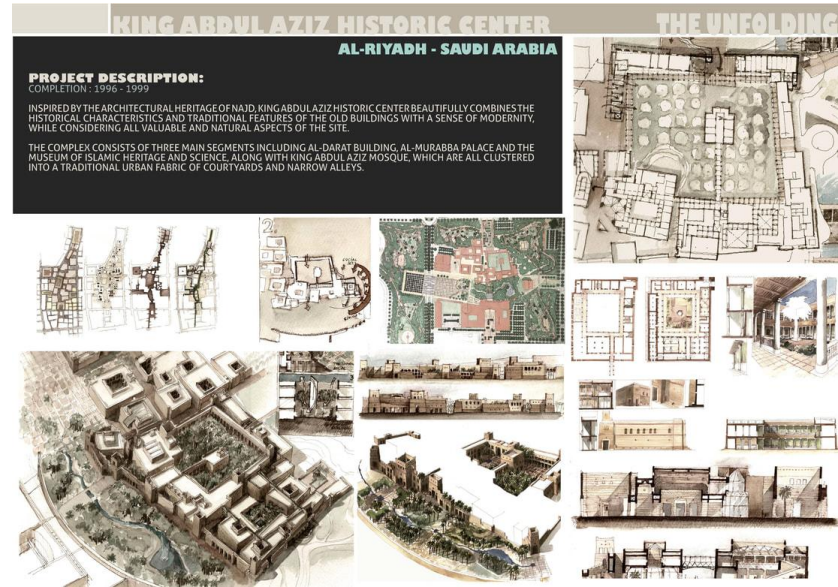 KING ABDUL AZIZ HISTORIC CENTER
THE UNFOLDING
AL-RIYADH - SAUDI ARABIA
PROJECT DESCRIPTION:
COMPLETION : 1996 - 1999
INSPIRED BY THE ARCHITECTURAL HERITAGE OF NAJD, KING ABDUL AZIZ HISTORIC CENTER BEAUTIFULLY COMBINES THE
HISTORICAL CHARACTERISTICS AND TRADITIONAL FEATURES OF THE OLD BUILDINGS WITH A SENSE OF MODERNITY,
WHILE CONSIDERING ALL VALUABLE AND NATURAL ASPECTS OF THE SITE.
THE COMPLEX CONSISTS OF THREE MAIN SEGMENTS INCLUDING AL-DARAT BUILDING, AL-MURABBA PALACE AND THE
MUSEUM OF ISLAMIC HERITAGE AND SCIENCE, ALONG WITH KING ABDUL AZIZ MOSQUE, WHICH ARE ALL CLUSTERED
INTO A TRADITIONAL URBAN FABRIC OF COURTYARDS AND NARROW ALLEYS.
2